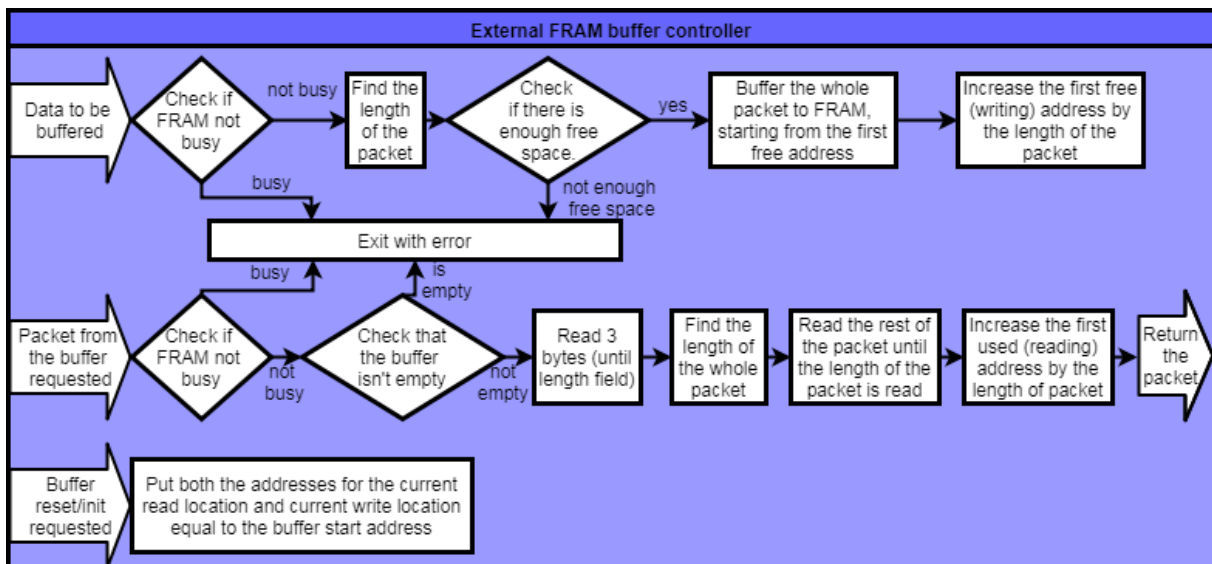 External FRAM buffer controller
Data to be
buffered
Check if
FRAM not
busy
not busy
Find the
length
of the
packet
Check
if there is
enough free
space.
yes
Buffer the whole
packet to FRAM,
starting from the first
free address
Increase the first free
(writing) address by
the length of the
packet
busy
not enough
free space
Exit with error
busy
is
empty
Packet from
the buffer
requested
Check if
FRAM not
busy
not
busy
Check that
the buffer
isn't empty
not
empty
Read 3
bytes (until
length field)
Find the
length of
the whole
packet
Read the rest of
the packet until
the length of the
packet is read
Increase the first
used (reading)
address by the
length of packet
Return
the
packet
Buffer
reset/init
requested
Put both the addresses for the current
read location and current write location
equal to the buffer start address